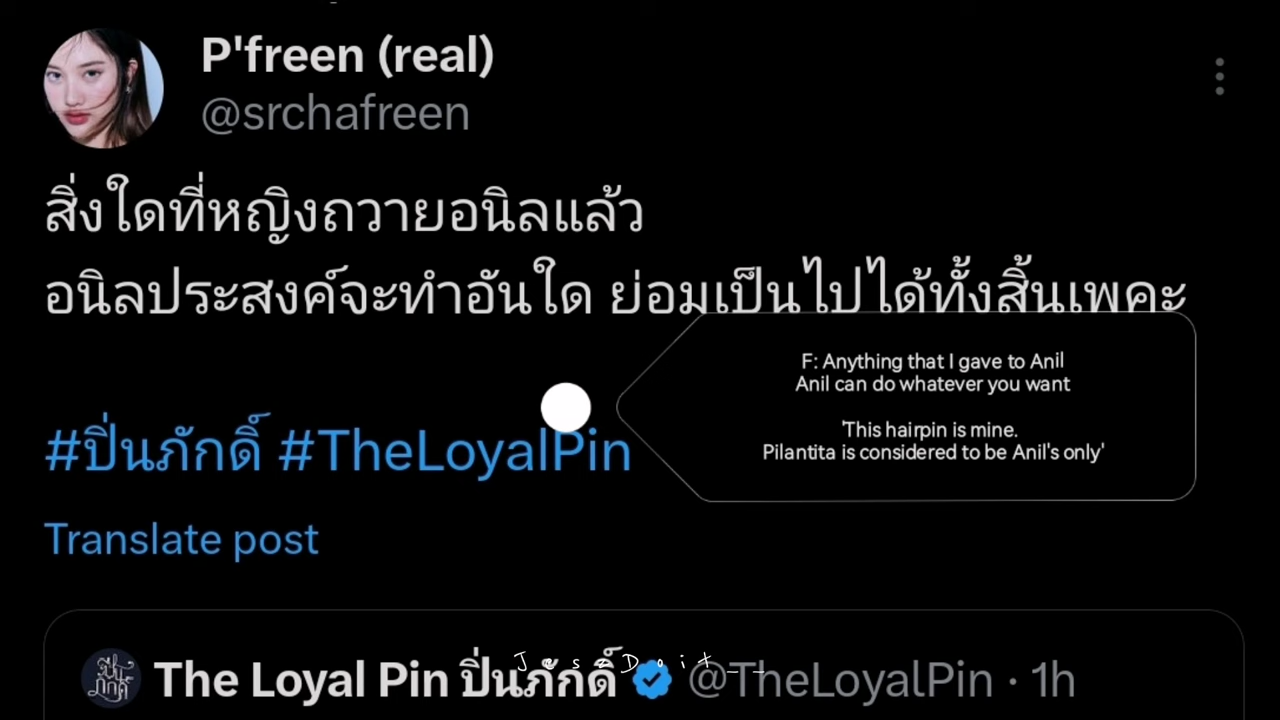 P'freen (real)
@srchafreen
สิ่งใดที่หญิงถวายอนิลแล้ว
อนิลประสงค์จะทำอันใด ย่อมเป็นไปได้ทั้งสิ้นเพคะ
F: Anything that I gave to Anil
Anil can do whatever you want
'This hairpin is mine.
Pilantita is considered to be Anil's only'
#ปิ่นภักดิ์ #TheLoyalPin
Translate post
The Loyal Pin ปิ่นภักดิ์ @TheLoyalPin · 1h